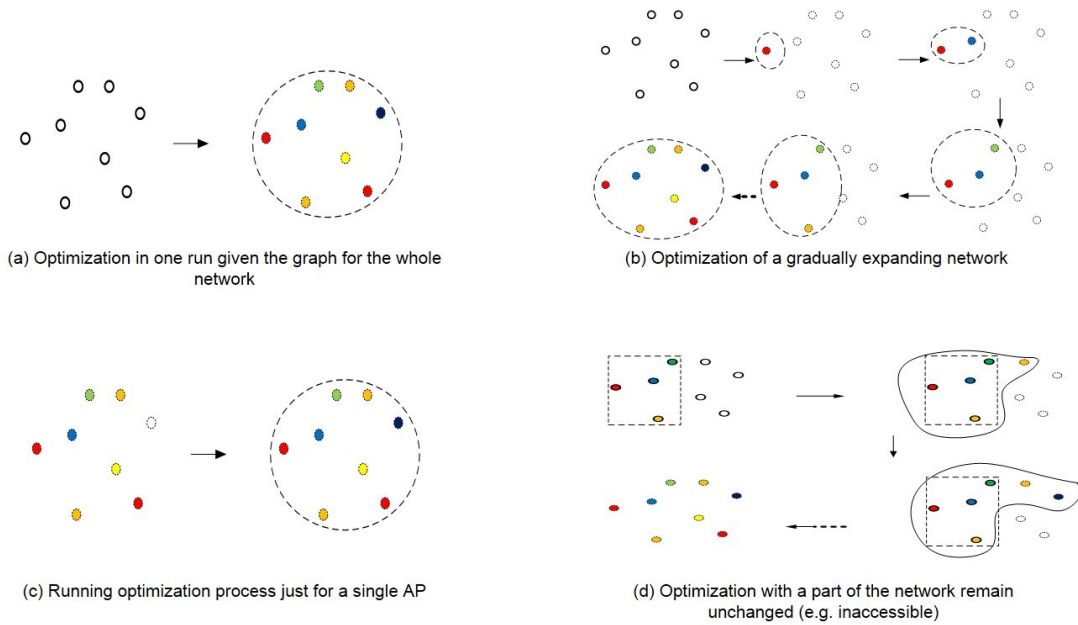 (a) Optimization in one run given the graph for the whole
network
(b) Optimization of a gradually expanding network
(c) Running optimization process just for a single AP
(d) Optimization with a part of the network remain
unchanged (e.g. inaccessible)